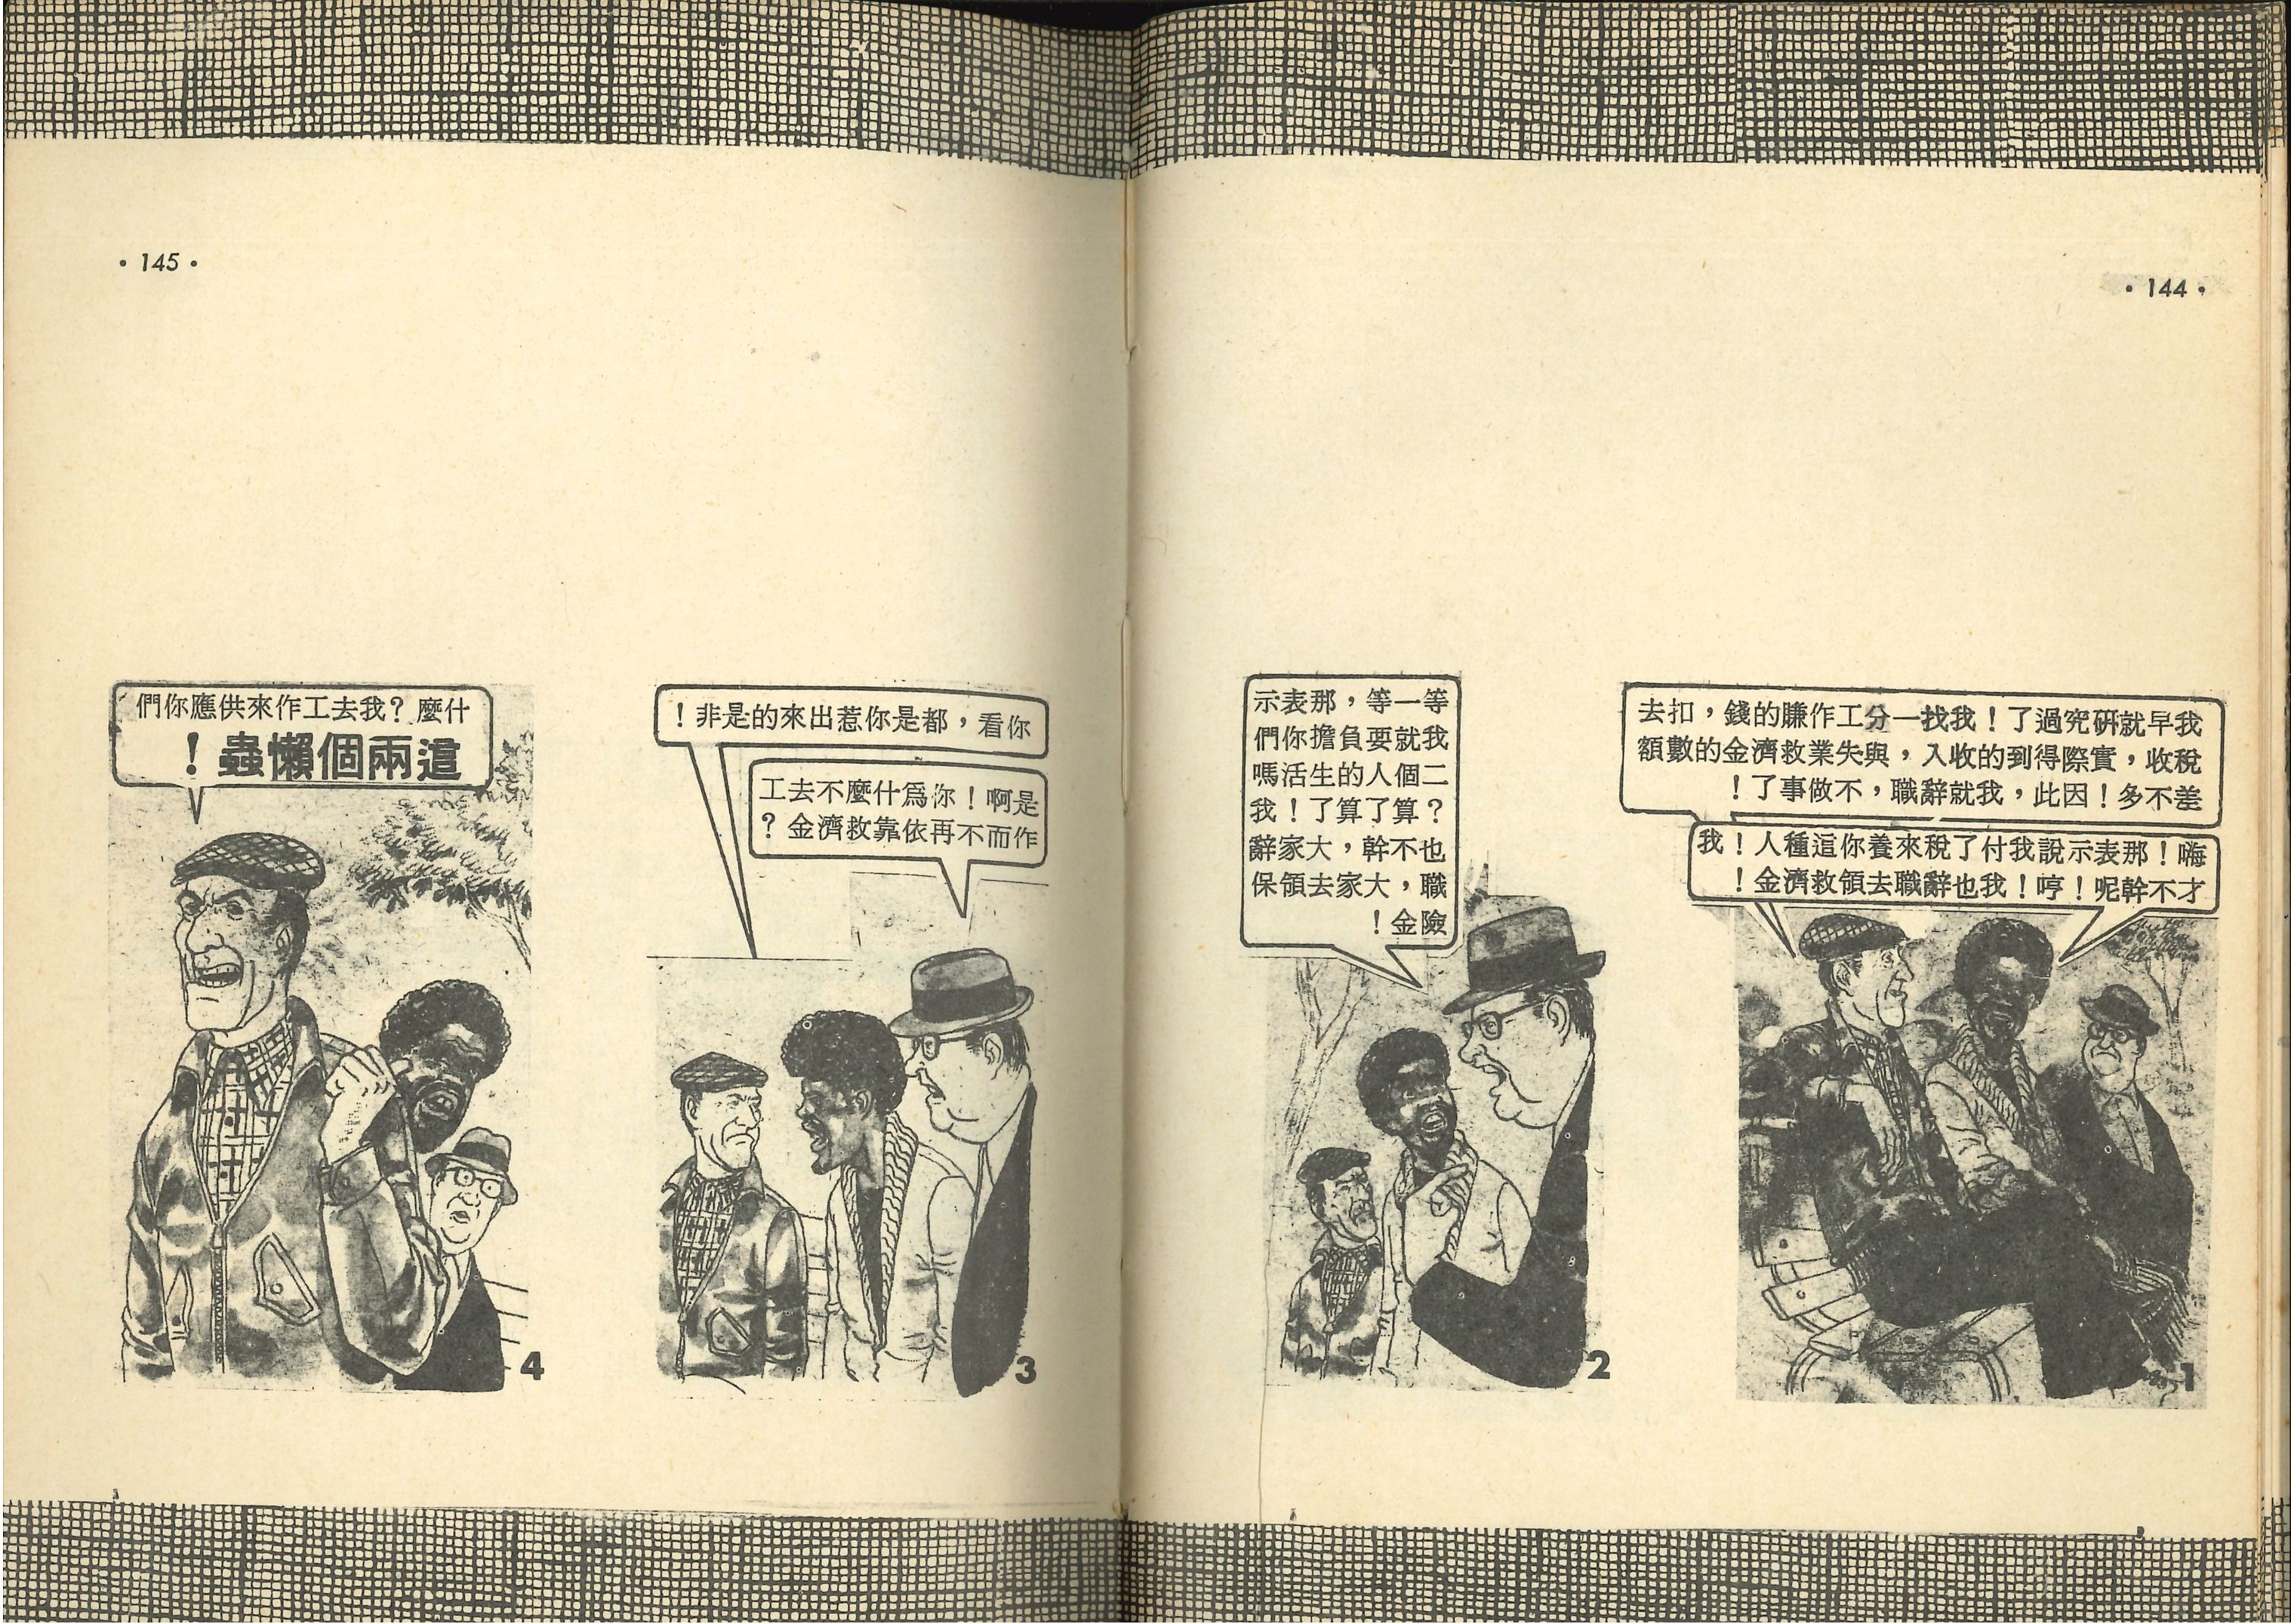 • 144 •
我早就研究過了！我找一分工作賺的錢，扣去
稅收，實際得到的收入，與失業救濟金的數額
差不多！因此，我就辭職，不做事了！
嗨！那表示說我付了稅來養你這種人！我
才不幹呢！哼！我也辭職去領救濟金！
1
等一等，那表示
我就要負擔你們
二個人的生活嗎
？算了算了！我
也不幹，大家辭
職，大家去領保
險金！
2
• 145 •
你看，都是你惹出來的是非！
是啊！你爲什麼不去工
作而不再依靠救濟金？
3
什麼？我去工作來供應你們
這兩個懶蟲！
4